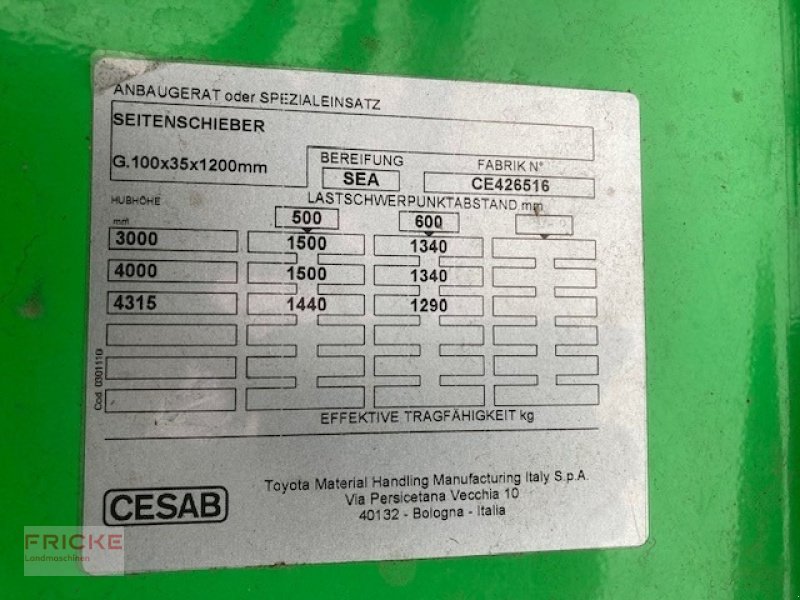 ANBAUGERAT oder SPEZIALEINSATZ
SEITENSCHIEBER
G.100x35x1200mm
BEREIFUNG FABRIK N°
SEA CE426516
HUBHÖHE LASTSCHWERPUNKTABSTAND mm
mm 500 600
3000 1500 1340
4000 1500 1340
4315 1440 1290
EFFEKTIVE TRAGFÄHIGKEIT kg
Cod. 0301110
CESAB
Toyota Material Handling Manufacturing Italy S.p.A.
Via Persicetana Vecchia 10
40132 - Bologna - Italia
FRICKE
Landmaschinen